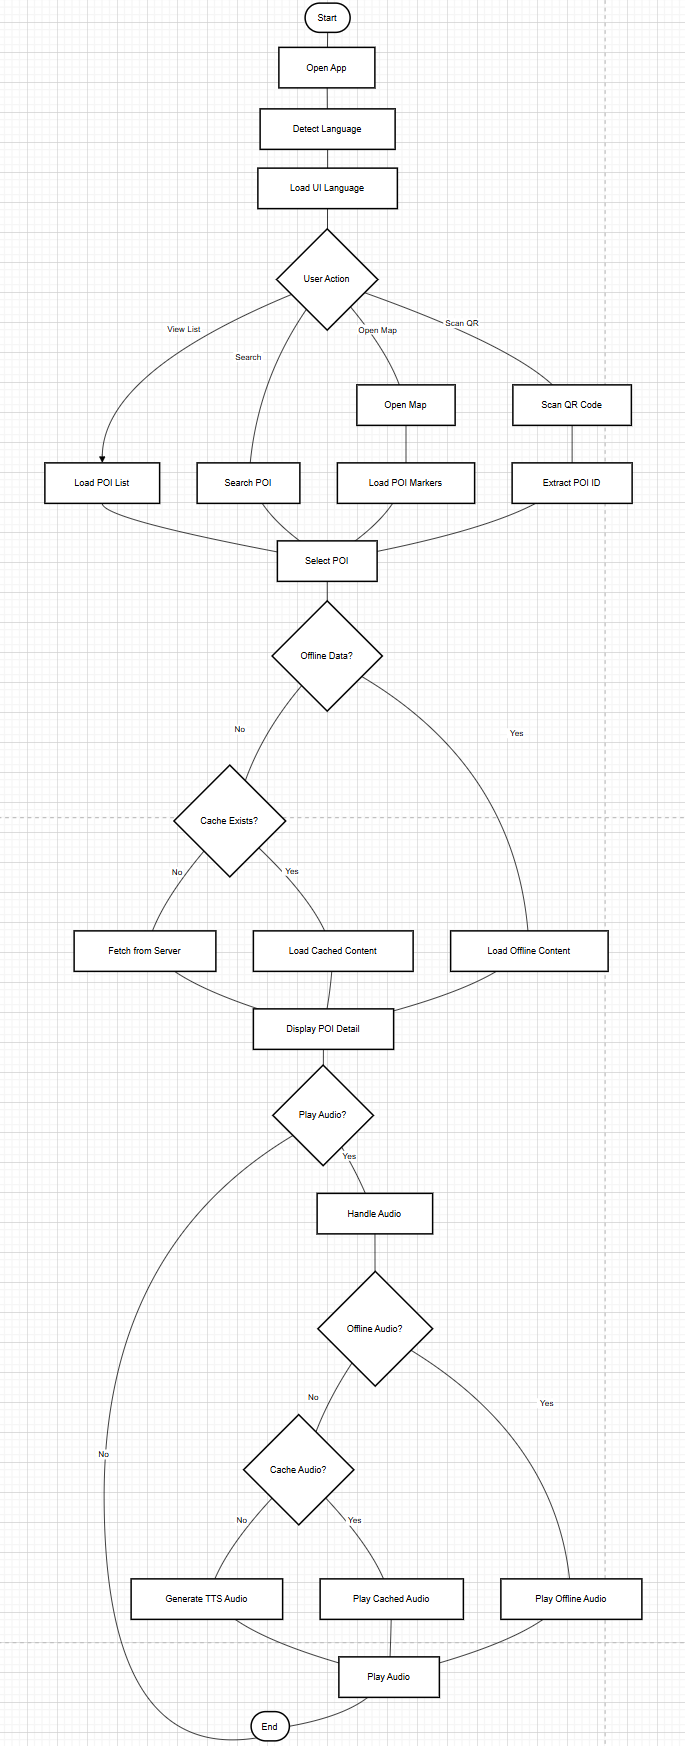 Start
Open App
Detect Language
Load UI Language
User Action
View List
Search
Open Map
Scan QR
Open Map
Scan QR Code
Load POI List
Search POI
Load POI Markers
Extract POI ID
Select POI
Offline Data?
No
Yes
Cache Exists?
No
Yes
Fetch from Server
Load Cached Content
Load Offline Content
Display POI Detail
Play Audio?
Yes
Handle Audio
Offline Audio?
No
Yes
No
Cache Audio?
No
Yes
Generate TTS Audio
Play Cached Audio
Play Offline Audio
Play Audio
End